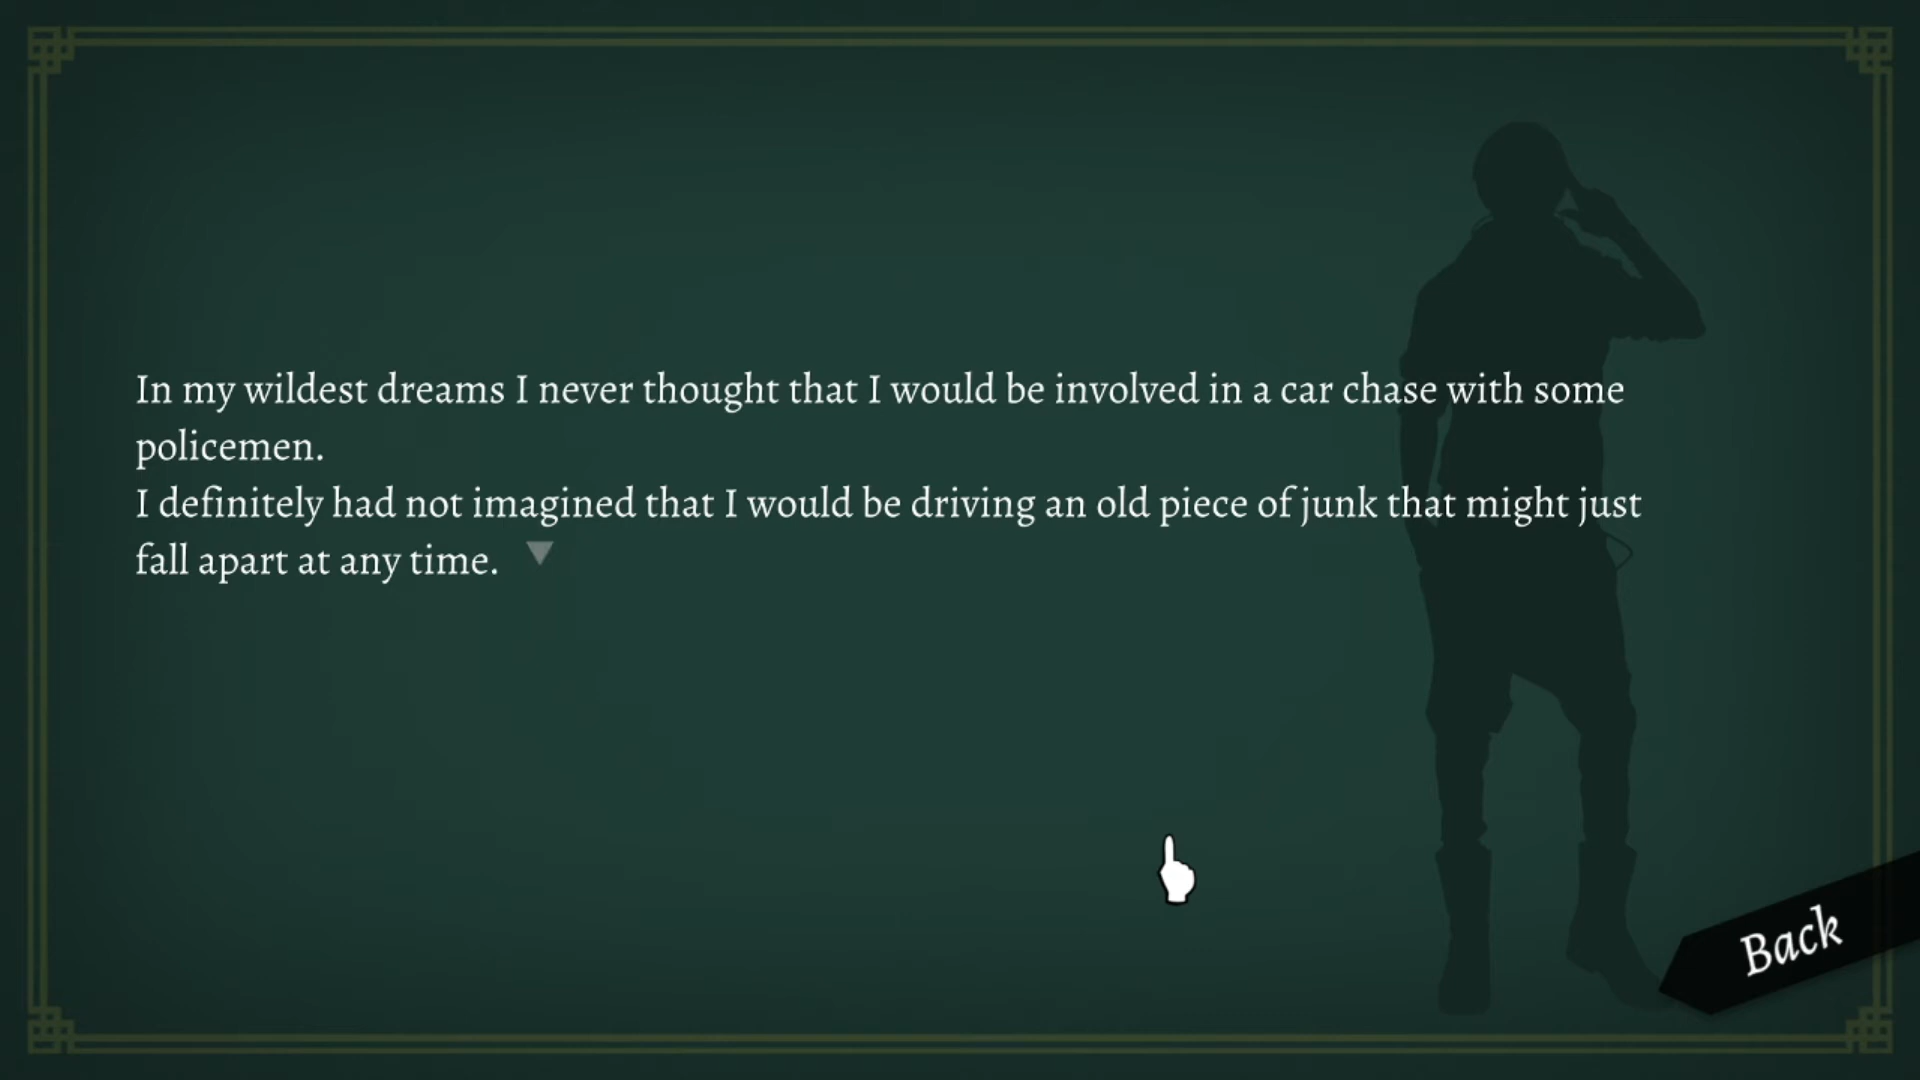 In my wildest dreams I never thought that I would be involved in a car chase with some
policemen.
I definitely had not imagined that I would be driving an old piece of junk that might just
fall apart at any time.
Back